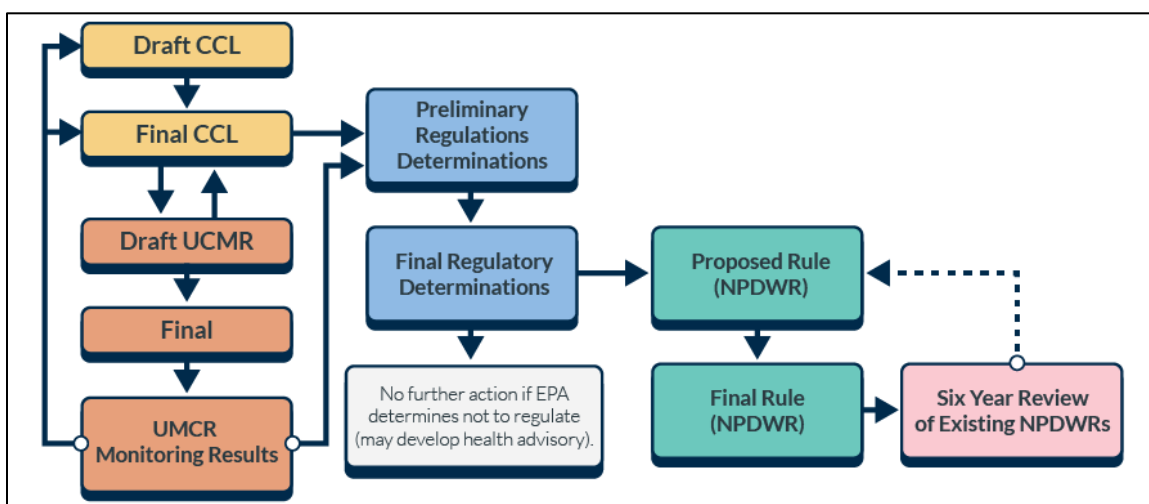 Draft CCL
Final CCL
Draft UCMR
Final
UMCR
Monitoring Results
Preliminary
Regulations
Determinations
Final Regulatory
Determinations
No further action if EPA
determines not to regulate
(may develop health advisory).
Proposed Rule
(NPDWR)
Final Rule
(NPDWR)
Six Year Review
of Existing NPDWRs